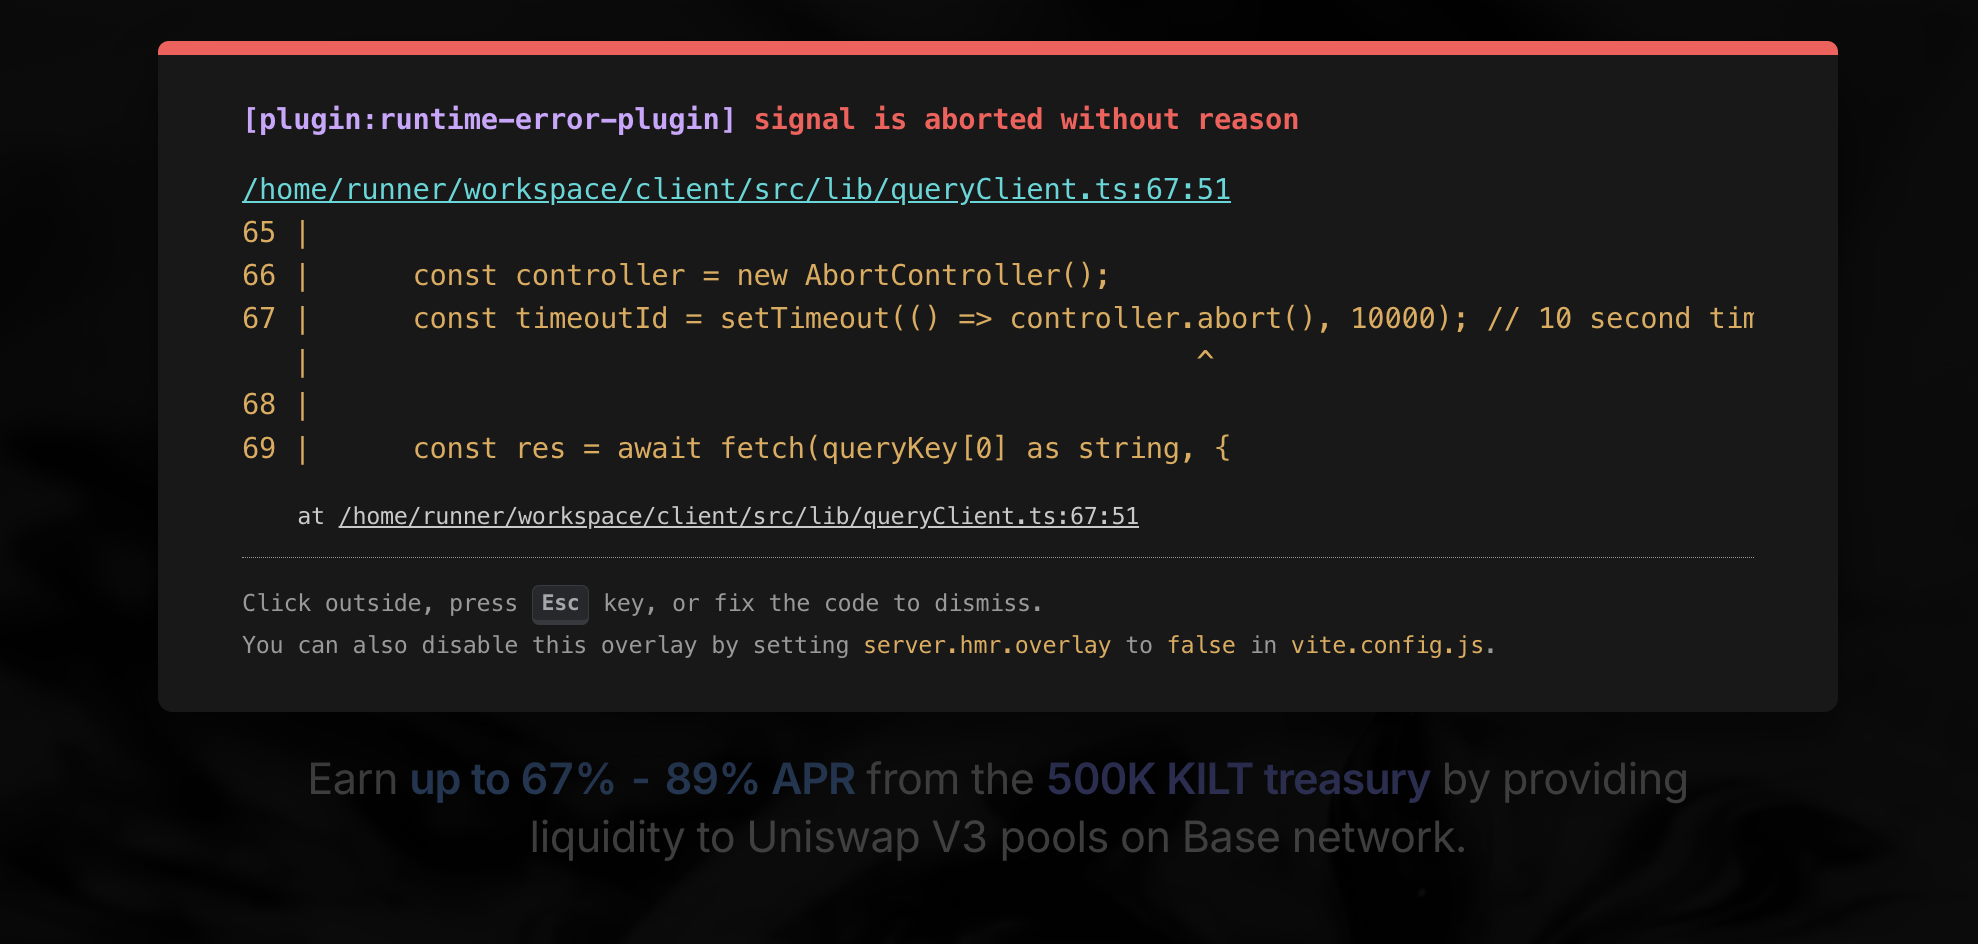 [plugin:runtime-error-plugin] signal is aborted without reason
/home/runner/workspace/client/src/lib/queryClient.ts:67:51
65 |
66 |      const controller = new AbortController();
67 |      const timeoutId = setTimeout(() => controller.abort(), 10000); // 10 second tim
   |                                                    ^
68 |
69 |      const res = await fetch(queryKey[0] as string, {
at /home/runner/workspace/client/src/lib/queryClient.ts:67:51
Click outside, press Esc key, or fix the code to dismiss.
You can also disable this overlay by setting server.hmr.overlay to false in vite.config.js.
Earn up to 67% - 89% APR from the 500K KILT treasury by providing
liquidity to Uniswap V3 pools on Base network.